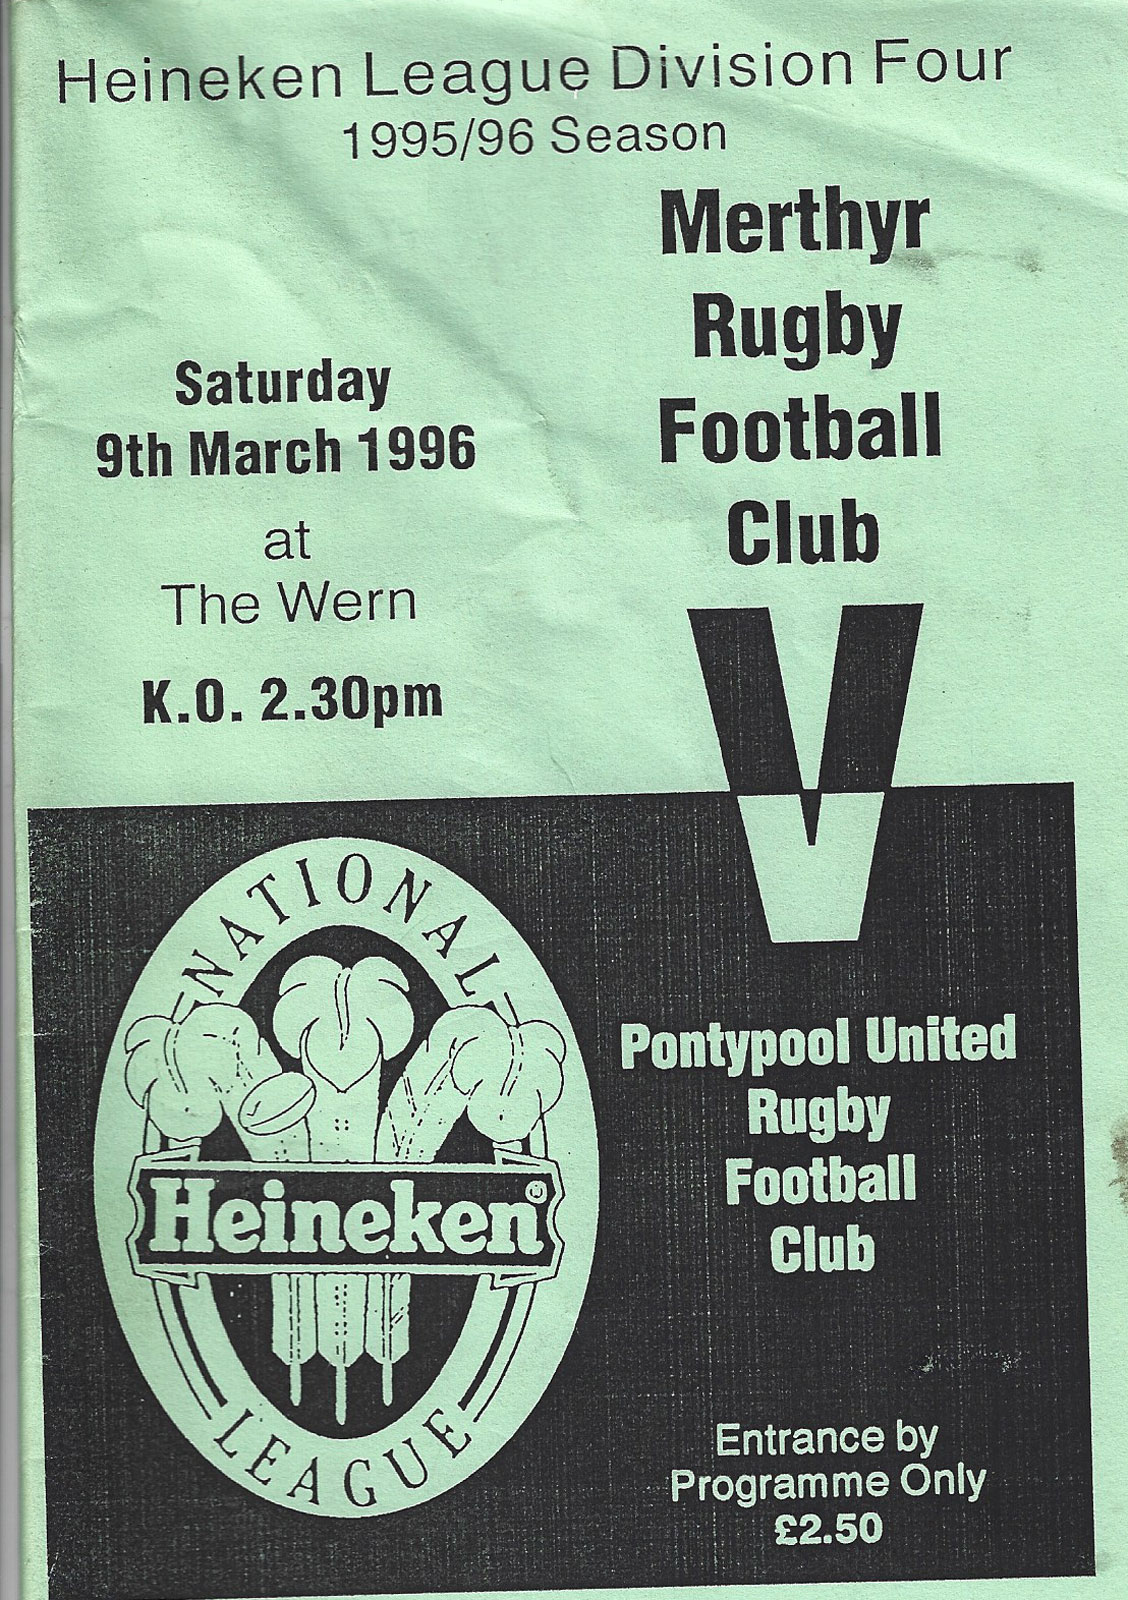 Heineken League Division Four
1995/96 Season
Merthyr
Rugby
Football
Club
Saturday
9th March 1996
at
The Wern
K.O. 2.30pm
V
NATIONAL
Heineken®
LEAGUE
Pontypool United
Rugby
Football
Club
Entrance by
Programme Only
£2.50